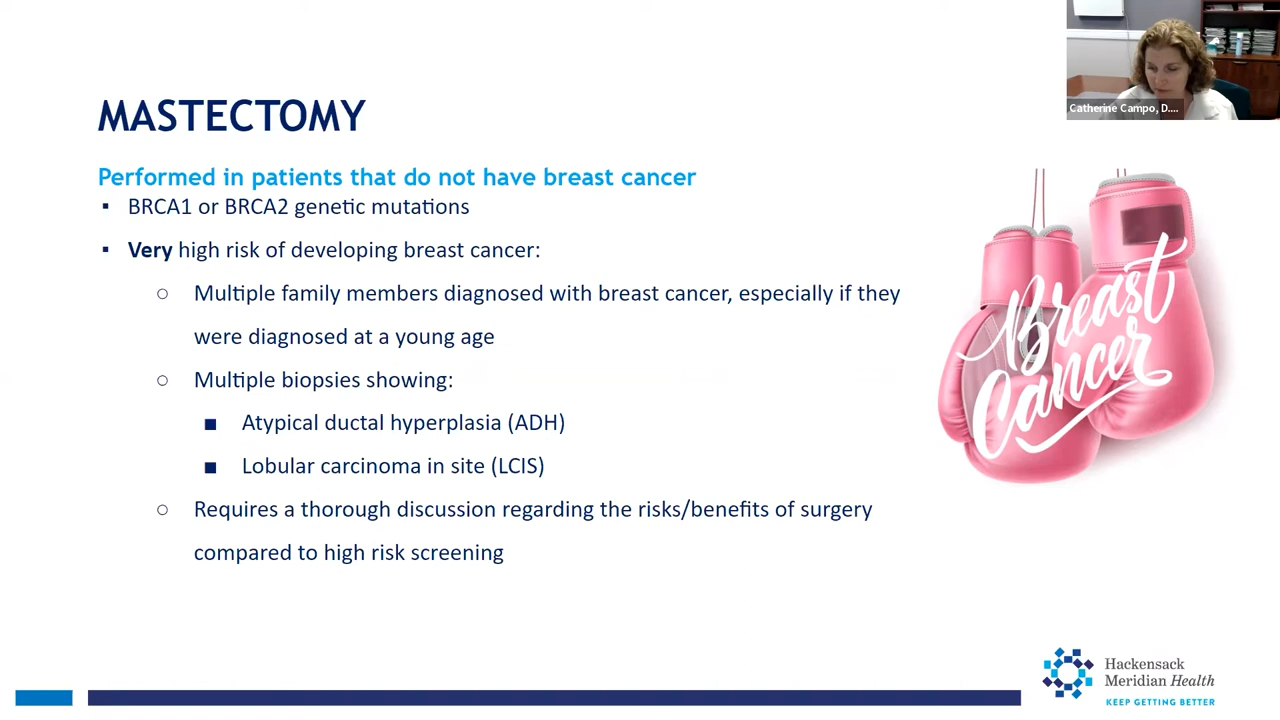 Catherine Campo, D....
MASTECTOMY
Performed in patients that do not have breast cancer
▪ BRCA1 or BRCA2 genetic mutations
▪ Very high risk of developing breast cancer:
○ Multiple family members diagnosed with breast cancer, especially if they
were diagnosed at a young age
○ Multiple biopsies showing:
■ Atypical ductal hyperplasia (ADH)
■ Lobular carcinoma in site (LCIS)
○ Requires a thorough discussion regarding the risks/benefits of surgery
compared to high risk screening
Breast
Cancer
Hackensack
Meridian Health
KEEP GETTING BETTER